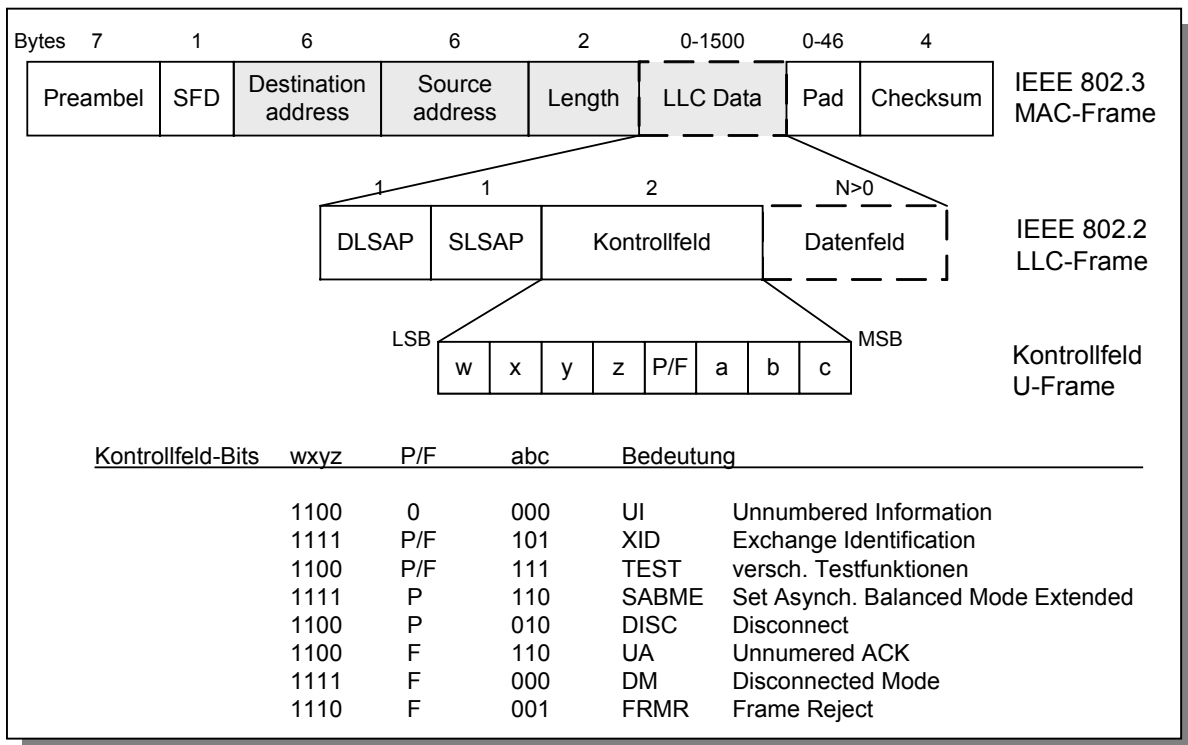 Bytes 7 1 6 6 2 0-1500 0-46 4
Preambel SFD Destination address Source address Length LLC Data Pad Checksum
IEEE 802.3
MAC-Frame
1 1 2 N>0
DLSAP SLSAP Kontrollfeld Datenfeld
IEEE 802.2
LLC-Frame
LSB MSB
w x y z P/F a b c
Kontrollfeld
U-Frame
Kontrollfeld-Bits wxyz P/F abc Bedeutung
1100 0 000 UI Unnumbered Information
1111 P/F 101 XID Exchange Identification
1100 P/F 111 TEST versch. Testfunktionen
1111 P 110 SABME Set Asynch. Balanced Mode Extended
1100 P 010 DISC Disconnect
1100 F 110 UA Unnumered ACK
1111 F 000 DM Disconnected Mode
1110 F 001 FRMR Frame Reject